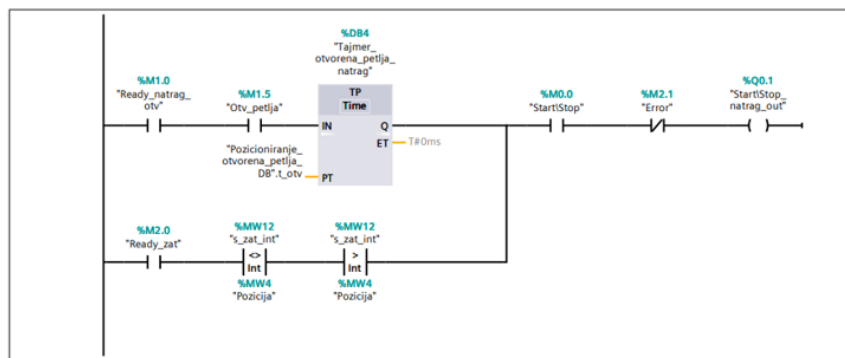 %DB4
"Tajmer_
otvorena_petlja_
natrag"
%M1.0
"Ready_natrag_
otv"
%M1.5
"Otv_petlja"
TP
Time
IN
Q
ET
T#0ms
"Pozicioniranje_
otvorena_petlja_
DB".t_otv
PT
%M0.0
"Start\Stop"
%M2.1
"Error"
%Q0.1
"Start\Stop_
natrag_out"
%M2.0
"Ready_zat"
%MW12
"s_zat_int"
<>
Int
%MW4
"Pozicija"
%MW12
"s_zat_int"
>
Int
%MW4
"Pozicija"